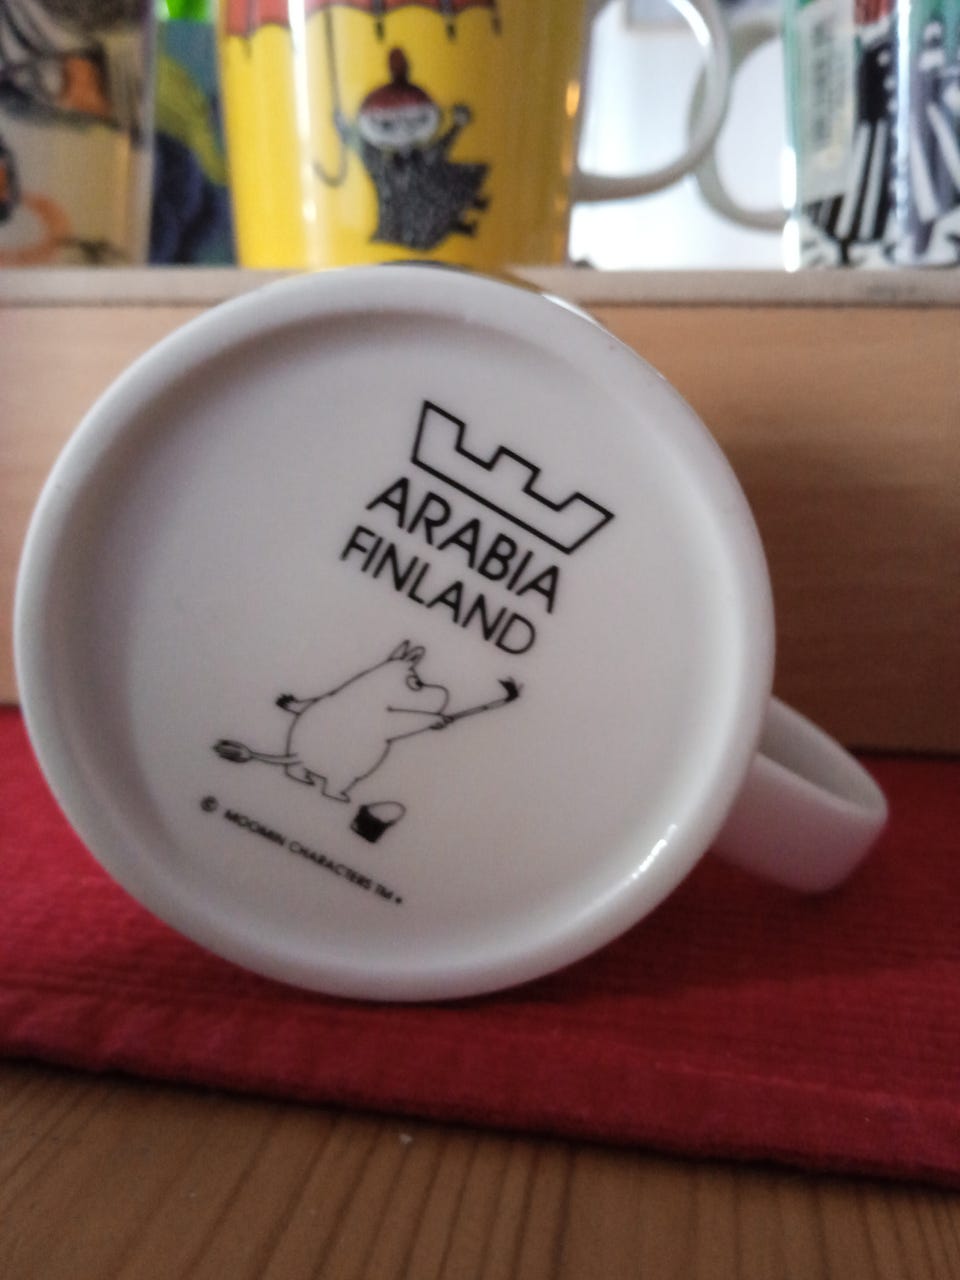 ARABIA
FINLAND
© MOOMIN CHARACTERS TM •